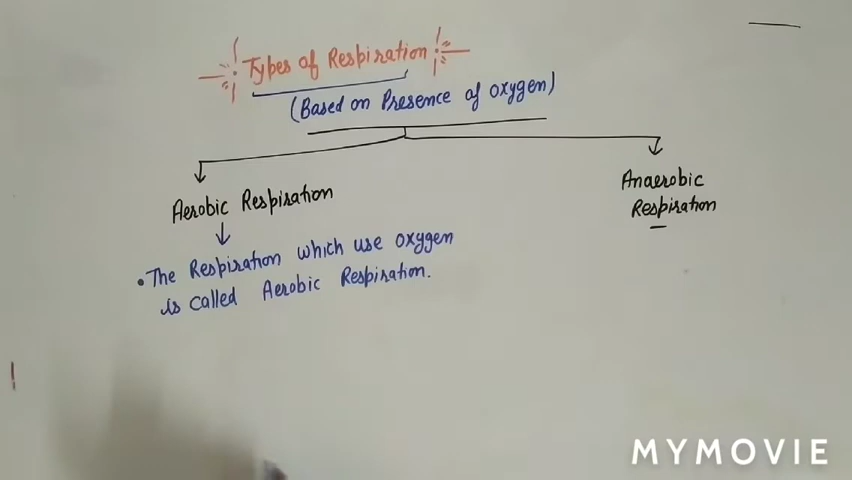 Types of Respiration
(Based on Presence of Oxygen)
Aerobic Respiration
Anaerobic
Respiration
• The Respiration which use oxygen
is called Aerobic Respiration.
MYMOVIE